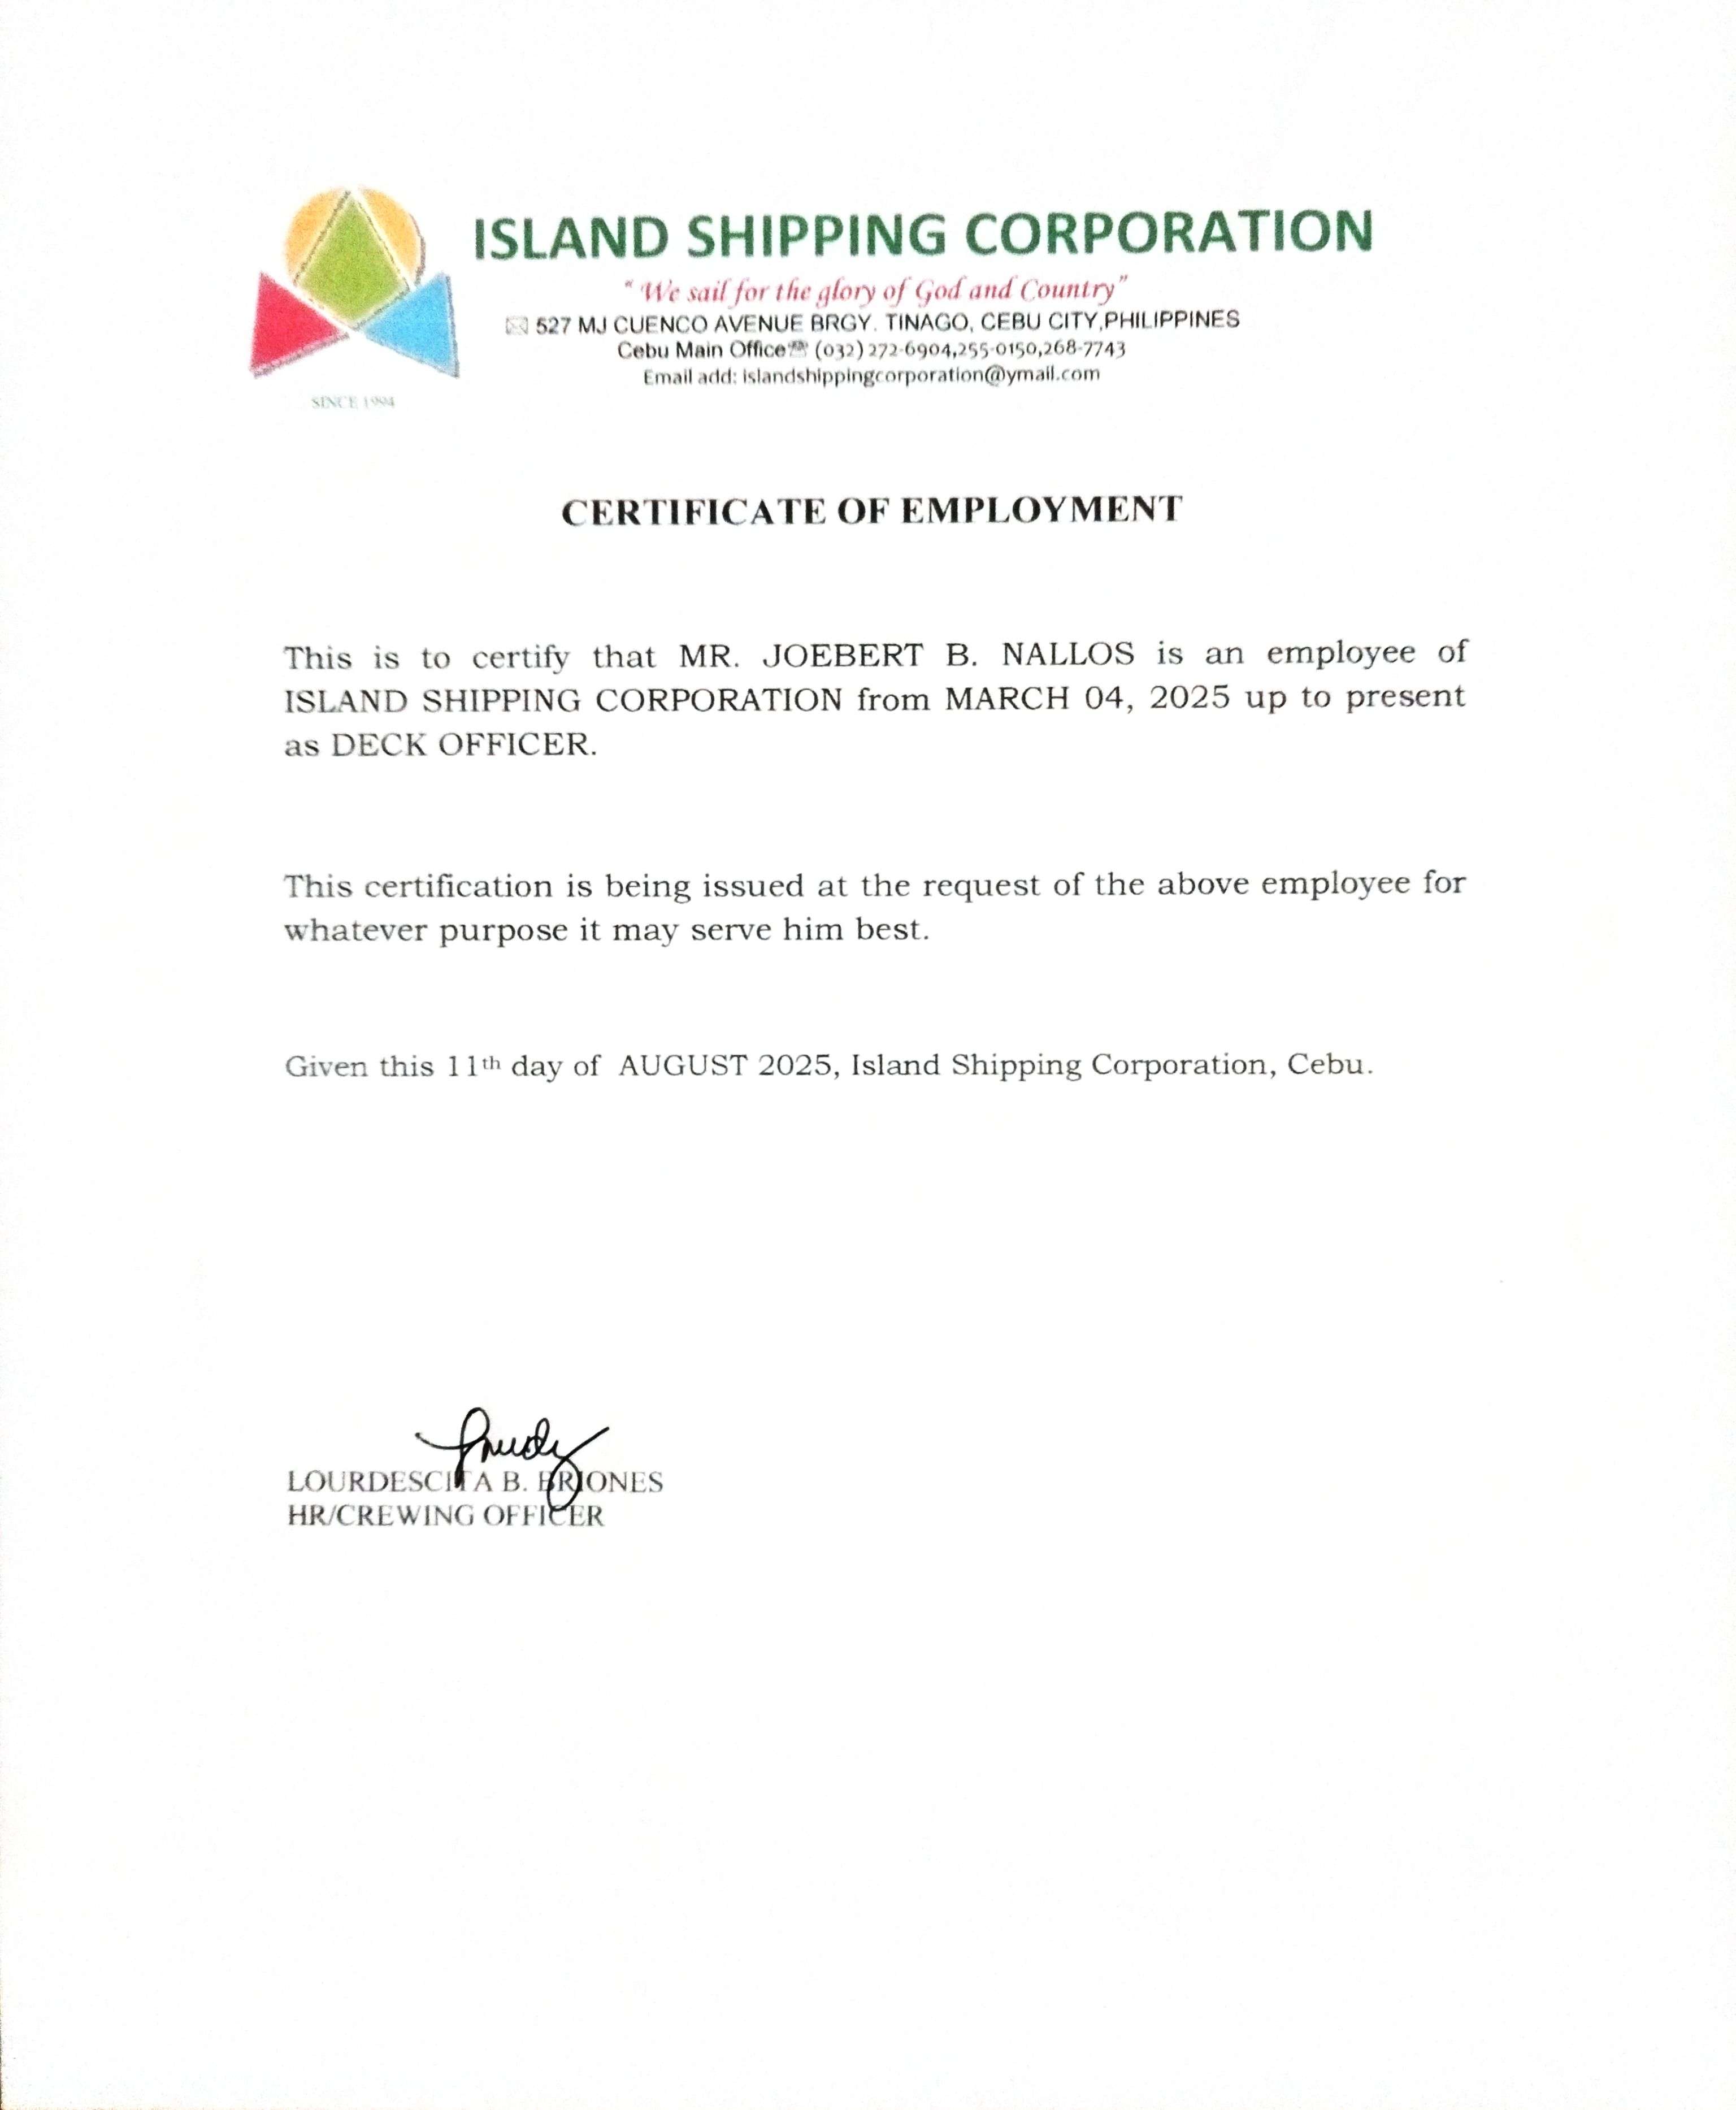 ISLAND SHIPPING CORPORATION
" We sail for the glory of God and Country"
527 MJ CUENCO AVENUE BRGY. TINAGO, CEBU CITY,PHILIPPINES
Cebu Main Office (032) 272-6904,255-0150,268-7743
Email add: islandshippingcorporation@ymail.com
SINCE 1994
CERTIFICATE OF EMPLOYMENT
This is to certify that MR. JOEBERT B. NALLOS is an employee of
ISLAND SHIPPING CORPORATION from MARCH 04, 2025 up to present
as DECK OFFICER.
This certification is being issued at the request of the above employee for
whatever purpose it may serve him best.
Given this 11th day of AUGUST 2025, Island Shipping Corporation, Cebu.
LOURDESCITA B. BRIONES
HR/CREWING OFFICER